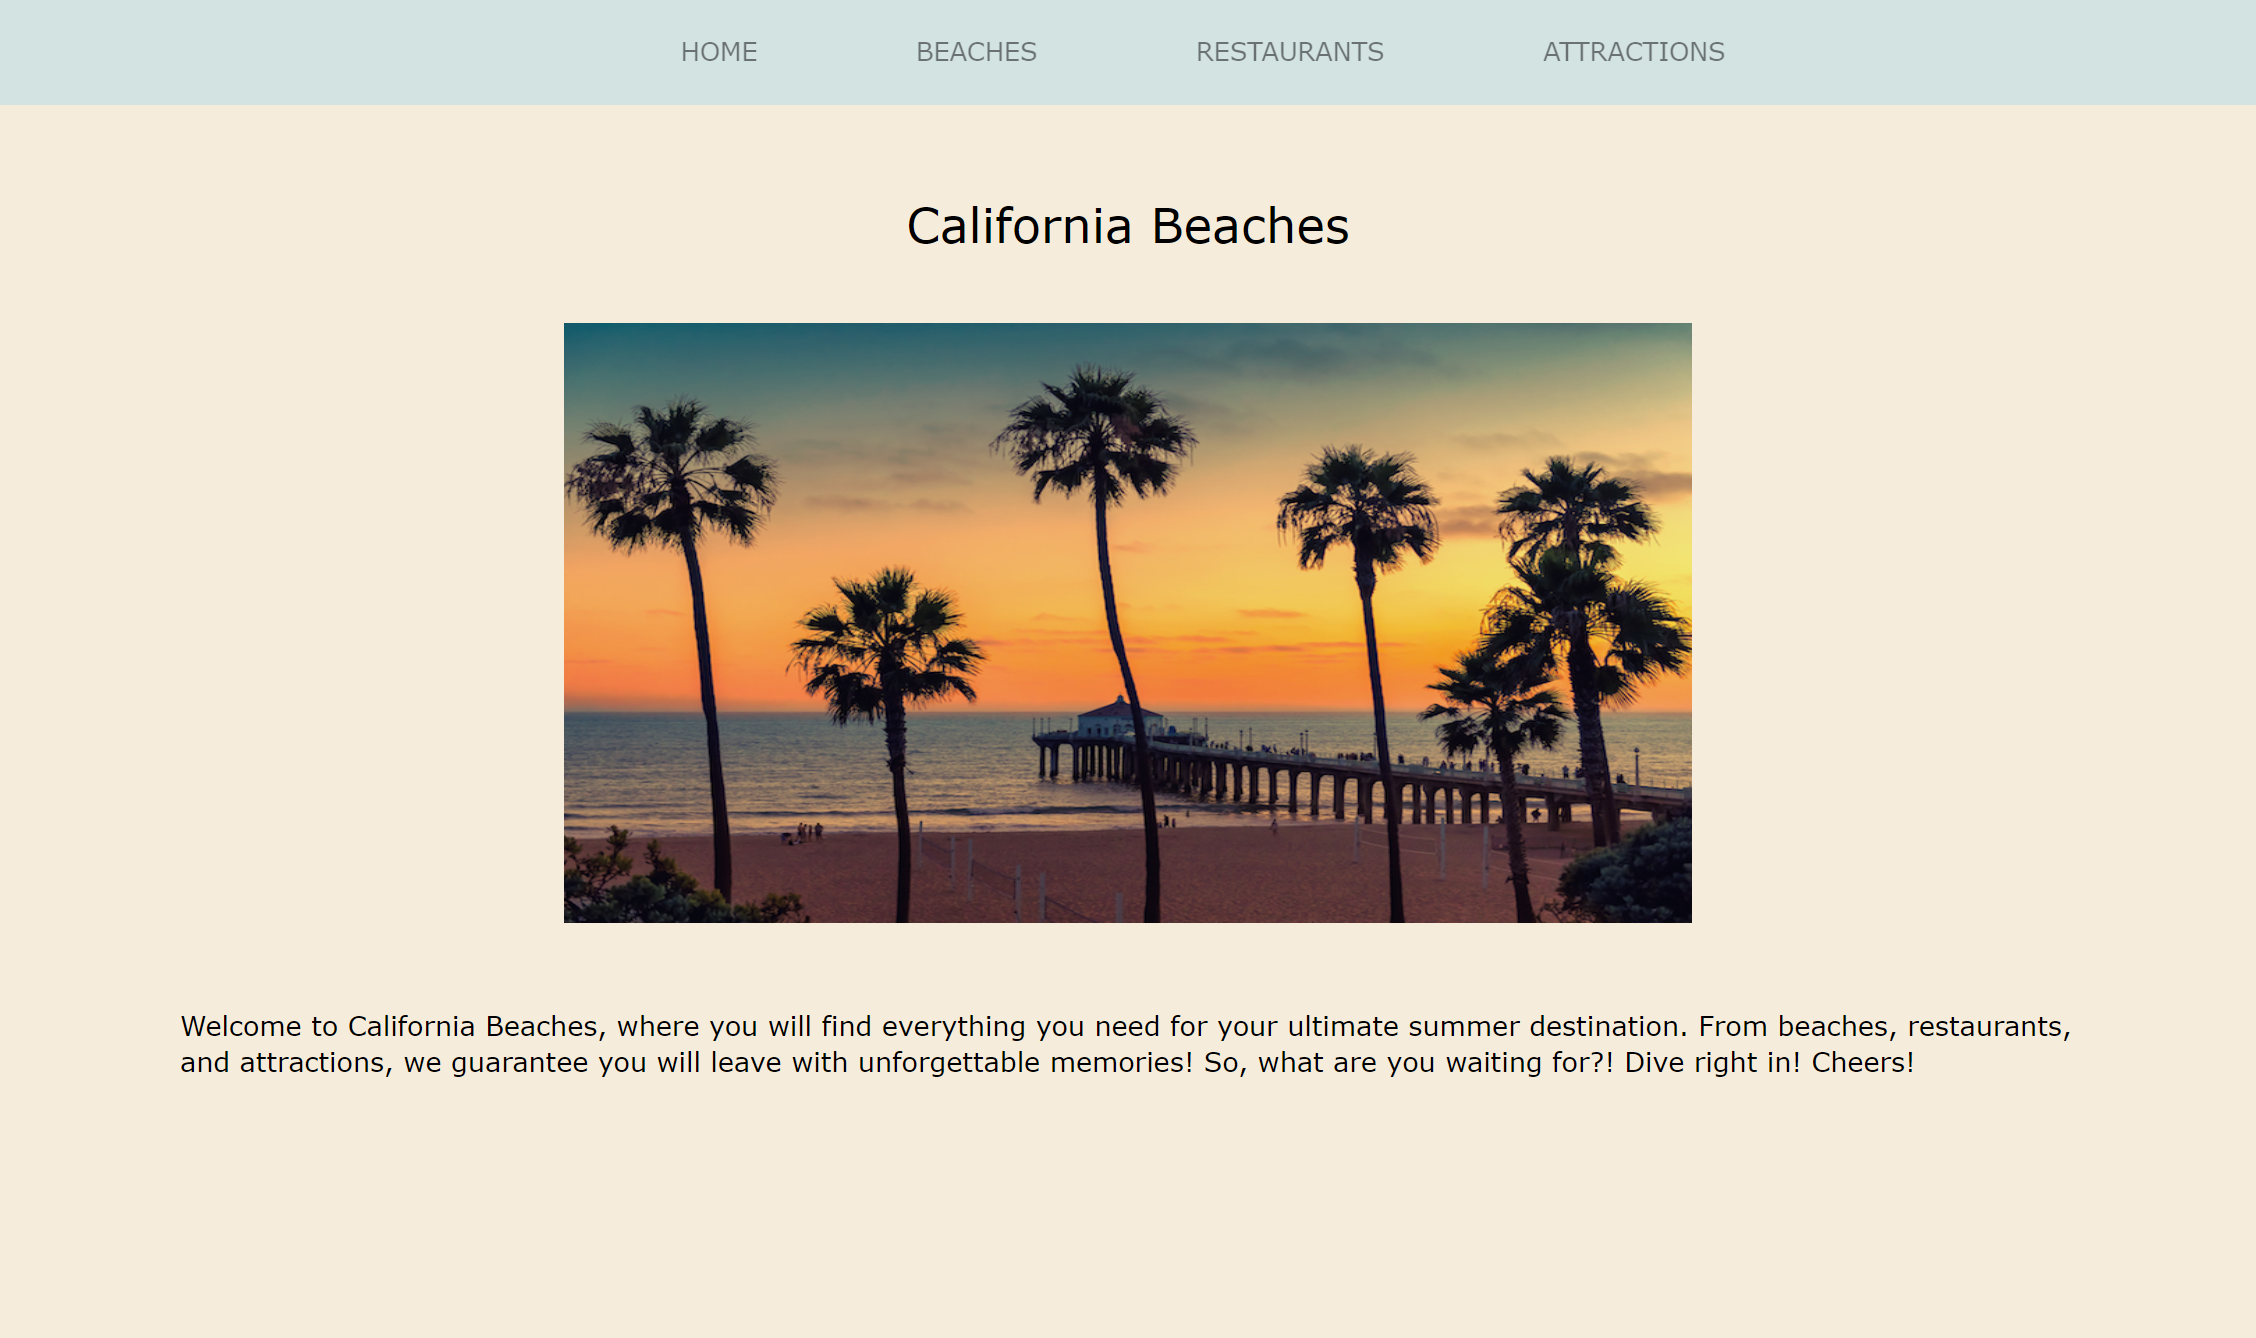 HOME BEACHES RESTAURANTS ATTRACTIONS
California Beaches
Welcome to California Beaches, where you will find everything you need for your ultimate summer destination. From beaches, restaurants,
and attractions, we guarantee you will leave with unforgettable memories! So, what are you waiting for?! Dive right in! Cheers!